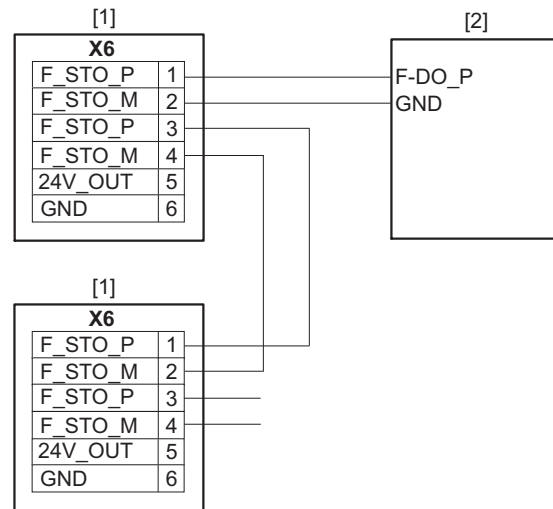 [1]
[2]
X6
F_STO_P 1
F-DO_P
F_STO_M 2
GND
F_STO_P 3
F_STO_M 4
24V_OUT 5
GND 6
[1]
X6
F_STO_P 1
F_STO_M 2
F_STO_P 3
F_STO_M 4
24V_OUT 5
GND 6